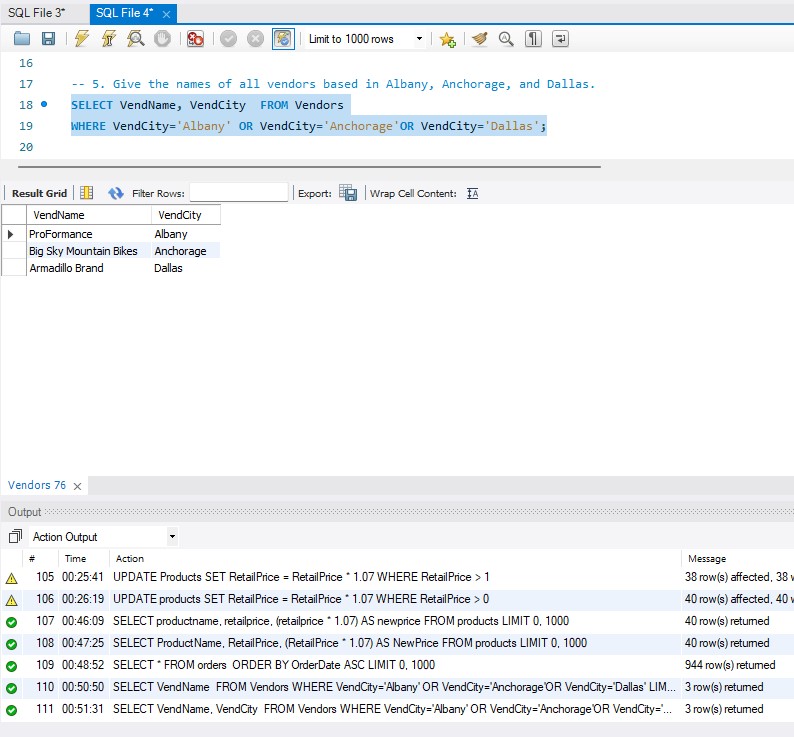 SQL File 3*
SQL File 4*
Limit to 1000 rows
16
17 -- 5. Give the names of all vendors based in Albany, Anchorage, and Dallas.
18 SELECT VendName, VendCity  FROM Vendors
19 WHERE VendCity='Albany' OR VendCity='Anchorage'OR VendCity='Dallas';
20
Result Grid Filter Rows: Export: Wrap Cell Content: IA
VendName VendCity
ProFormance Albany
Big Sky Mountain Bikes Anchorage
Armadillo Brand Dallas
Vendors 76
Output
Action Output
# Time Action Message
105 00:25:41 UPDATE Products SET RetailPrice = RetailPrice * 1.07 WHERE RetailPrice > 1 38 row(s) affected, 38 w
106 00:26:19 UPDATE products SET RetailPrice = RetailPrice * 1.07 WHERE RetailPrice > 0 40 row(s) affected, 40 w
107 00:46:09 SELECT productname, retailprice, (retailprice * 1.07) AS newprice FROM products LIMIT 0, 1000 40 row(s) returned
108 00:47:25 SELECT ProductName, RetailPrice, (RetailPrice * 1.07) AS NewPrice FROM products LIMIT 0, 1000 40 row(s) returned
109 00:48:52 SELECT * FROM orders  ORDER BY OrderDate ASC LIMIT 0, 1000 944 row(s) returned
110 00:50:50 SELECT VendName  FROM Vendors WHERE VendCity='Albany' OR VendCity='Anchorage'OR VendCity='Dallas' LIM... 3 row(s) returned
111 00:51:31 SELECT VendName, VendCity  FROM Vendors WHERE VendCity='Albany' OR VendCity='Anchorage'OR VendCity='... 3 row(s) returned